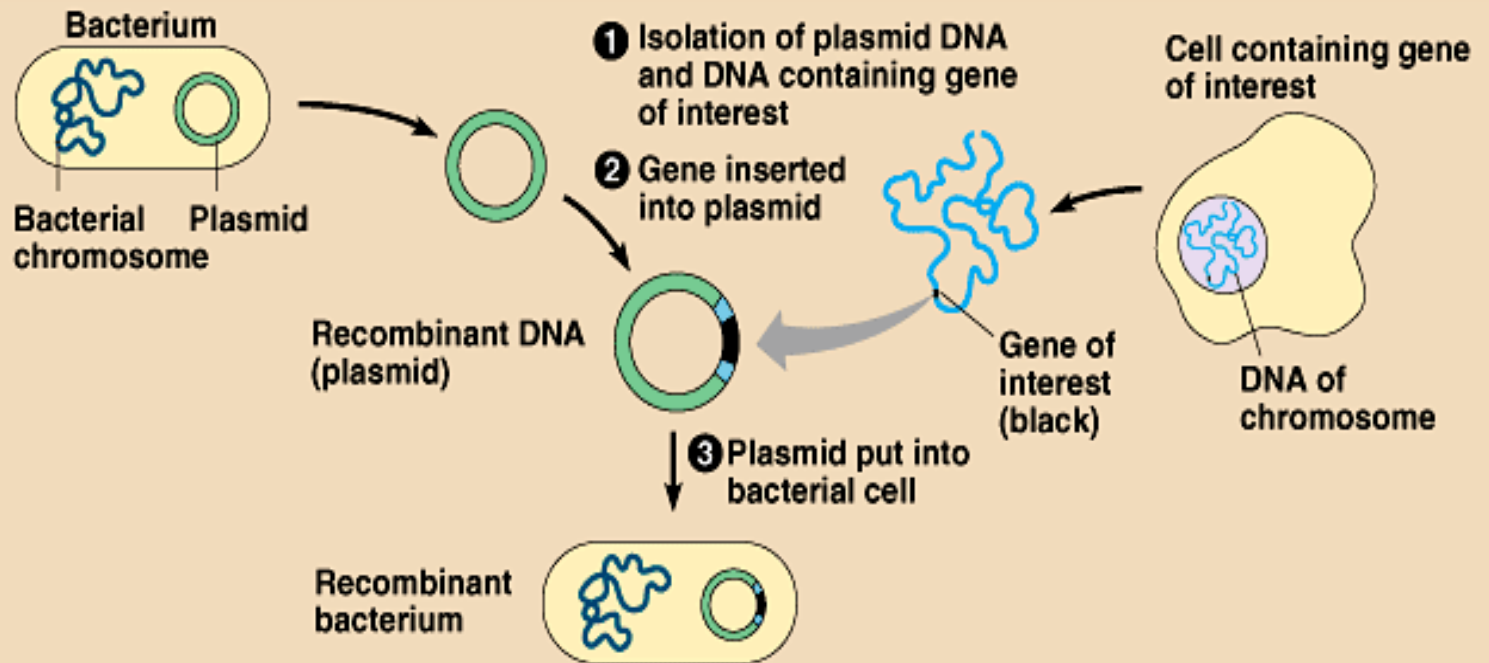 Bacterium
Bacterial
chromosome
Plasmid
1 Isolation of plasmid DNA
and DNA containing gene
of interest
2 Gene inserted
into plasmid
Cell containing gene
of interest
Recombinant DNA
(plasmid)
Gene of
interest
(black)
DNA of
chromosome
3 Plasmid put into
bacterial cell
Recombinant
bacterium